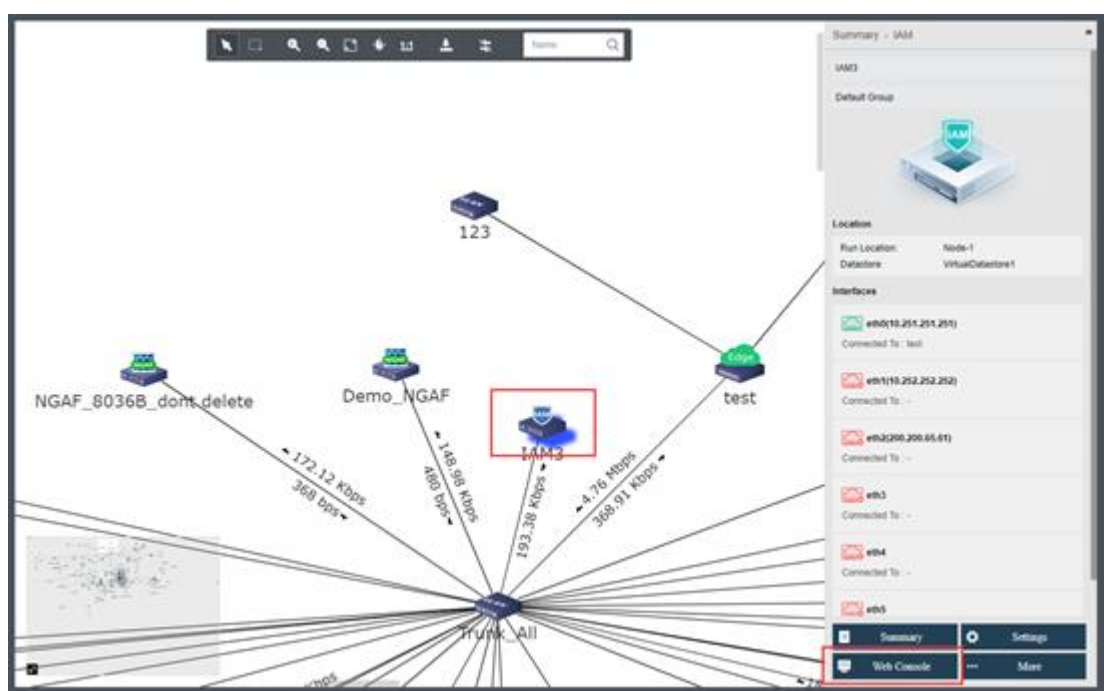 Name
123
NGAF_8036B_dont delete
Demo_NGAF
IAM
IAM3
Edge
test
172.12 Kbps
368 bps
148.98 Kbps
480 bps
193.38 Kbps
4.76 Mbps
368.91 Kbps
Trunk_All
Kbps
Summary - IAM
IAM3
Default Group
IAM
Location
Run Location: Node-1
Datastore VirtualDatastore1
Interfaces
eth0(10.251.251.251)
Connected To : test
eth1(10.252.252.252)
Connected To : -
eth2(200.200.65.61)
Connected To : -
eth3
Connected To : -
eth4
Connected To : -
eth5
Summary
Settings
Web Console
More